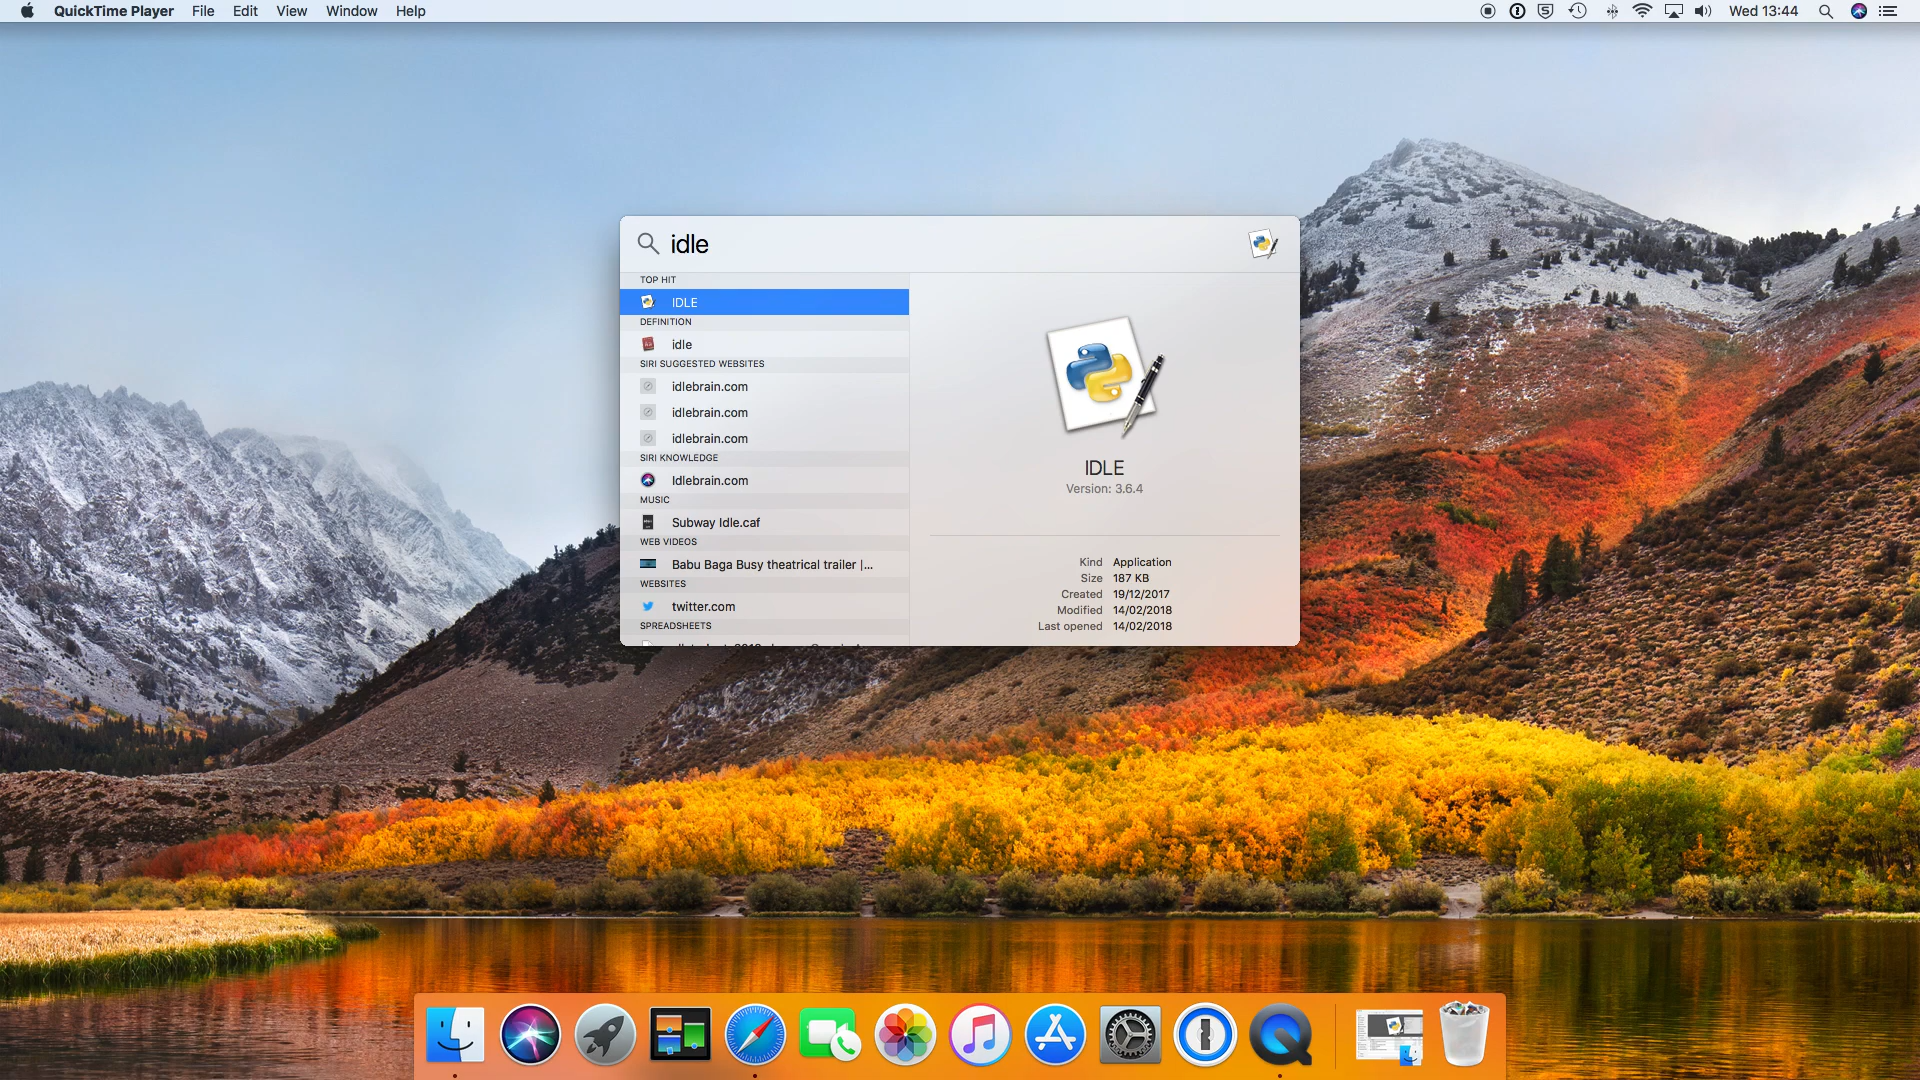 QuickTime Player File Edit View Window Help
Wed 13:44
idle
TOP HIT
IDLE
DEFINITION
idle
SIRI SUGGESTED WEBSITES
idlebrain.com
idlebrain.com
idlebrain.com
SIRI KNOWLEDGE
Idlebrain.com
MUSIC
Subway Idle.caf
WEB VIDEOS
Babu Baga Busy theatrical trailer |...
WEBSITES
twitter.com
SPREADSHEETS
IDLE
Version: 3.6.4
Kind Application
Size 187 KB
Created 19/12/2017
Modified 14/02/2018
Last opened 14/02/2018